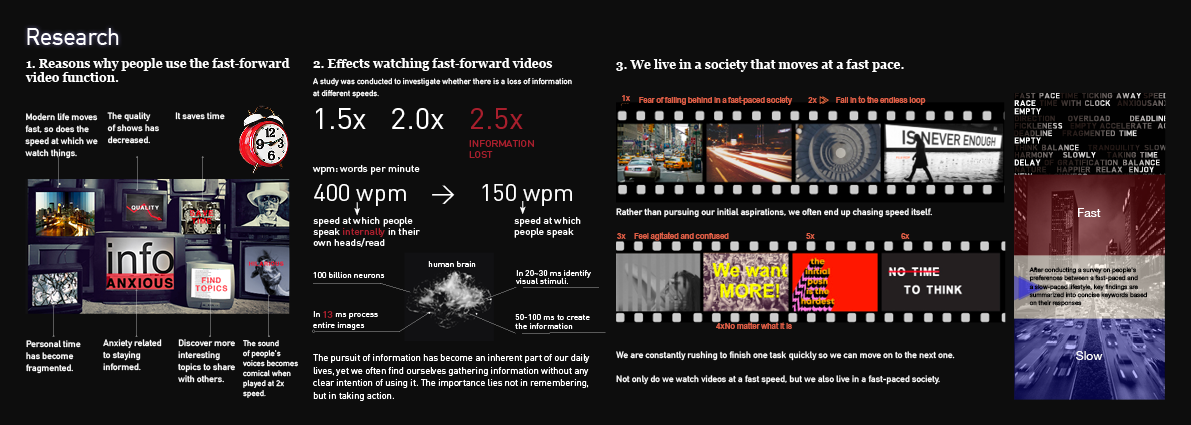 Research
1. Reasons why people use the fast-forward
video function.
Modern life moves
fast, so does the
speed at which we
watch things.
The quality
of shows has
decreased.
It saves time
12
3
6
9
QUALITY
info
ANXIOUS
FIND
TOPICS
Personal time
has become
fragmented.
Anxiety related
to staying
informed.
Discover more
interesting
topics to share
with others.
The sound
of people's
voices becomes
comical when
played at 2x
speed.
2. Effects watching fast-forward videos
A study was conducted to investigate whether there is a loss of information
at different speeds.
1.5x 2.0x 2.5x
INFORMATION
LOST
wpm: words per minute
400 wpm → 150 wpm
speed at which people
speak internally in their
own heads/read
speed at which
people speak
human brain
100 billion neurons
In 20~30 ms identify
visual stimuli.
In 13 ms process
entire images
50-100 ms to create
the information
The pursuit of information has become an inherent part of our daily
lives, yet we often find ourselves gathering information without any
clear intention of using it. The importance lies not in remembering,
but in taking action.
3. We live in a society that moves at a fast pace.
1x Fear of falling behind in a fast-paced society
2x Fall in to the endless loop
IS NEVER ENOUGH
Rather than pursuing our initial aspirations, we often end up chasing speed itself.
3x Feel agitated and confused
5x
6x
We want
MORE!
the
initial
push
is the
hardest
NO TIME
TO THINK
4xNo matter what it is
We are constantly rushing to finish one task quickly so we can move on to the next one.
Not only do we watch videos at a fast speed, but we also live in a fast-paced society.
FAST PACE TIME TICKING AWAY SPEED
RACE TIME WITH CLOCK
EMPTY
DIRECTION OVERLOAD DEADLINE
FICKLENESS EMPTY ACCELERATE
DEADLINE FRAGMENTED TIME
EMPTY
THINK BALANCE TRANQUILITY SLOW
HARMONY SLOWLY TAKING TIME
DELAY OF GRATIFICATION BALANCE
NATURE HAPPIER RELAX ENJOY
Fast
After conducting a survey on people's
preferences between a fast-paced and
a slow-paced lifestyle, key findings are
summarized into concise keywords based
on their responses
Slow